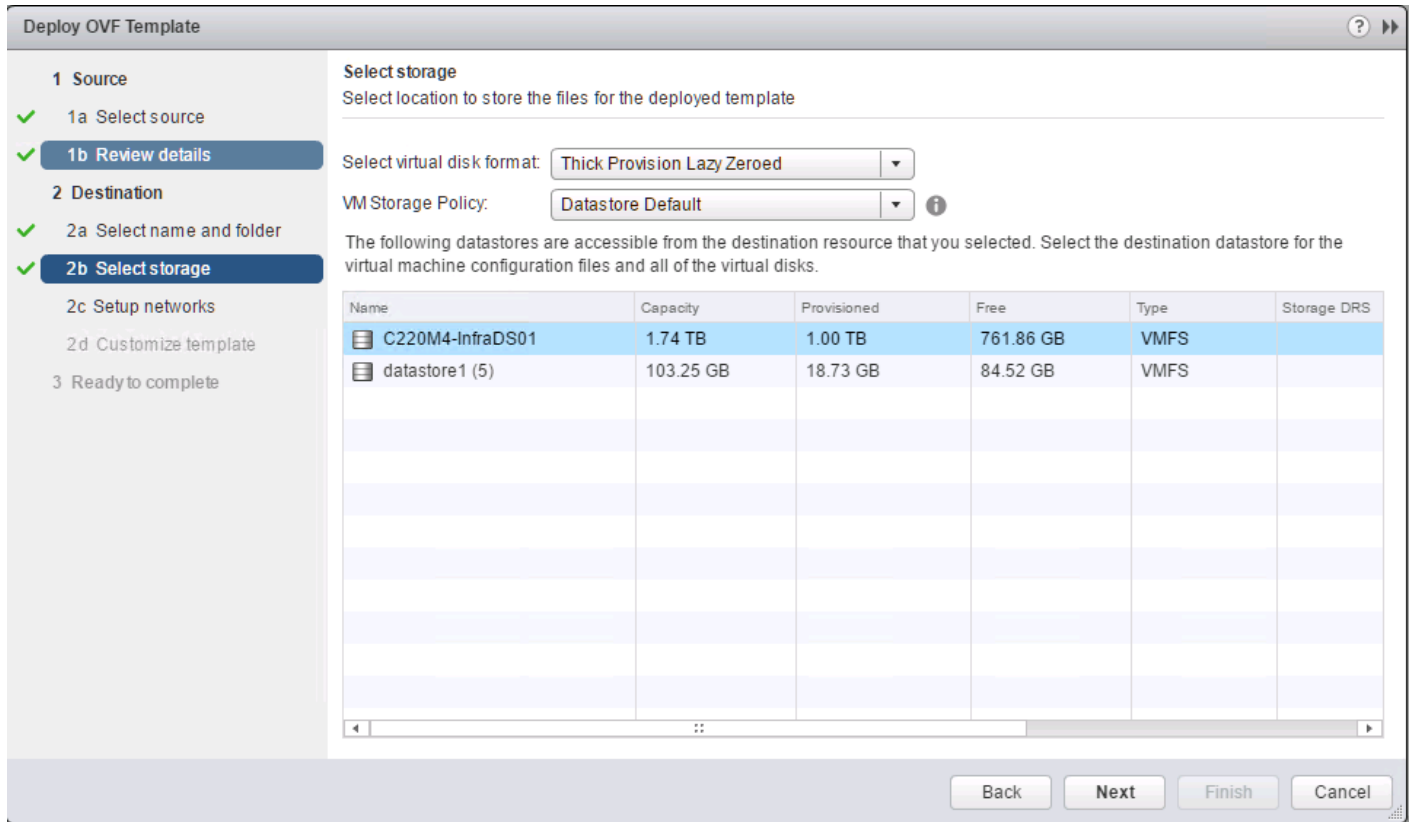 Deploy OVF Template
1 Source
1a Select source
1b Review details
2 Destination
2a Select name and folder
2b Select storage
2c Setup networks
2d Customize template
3 Ready to complete
Select storage
Select location to store the files for the deployed template
Select virtual disk format: Thick Provision Lazy Zeroed
VM Storage Policy: Datastore Default
The following datastores are accessible from the destination resource that you selected. Select the destination datastore for the
virtual machine configuration files and all of the virtual disks.
Name Capacity Provisioned Free Type Storage DRS
C220M4-InfraDS01 1.74 TB 1.00 TB 761.86 GB VMFS
datastore1 (5) 103.25 GB 18.73 GB 84.52 GB VMFS
Back Next Finish Cancel